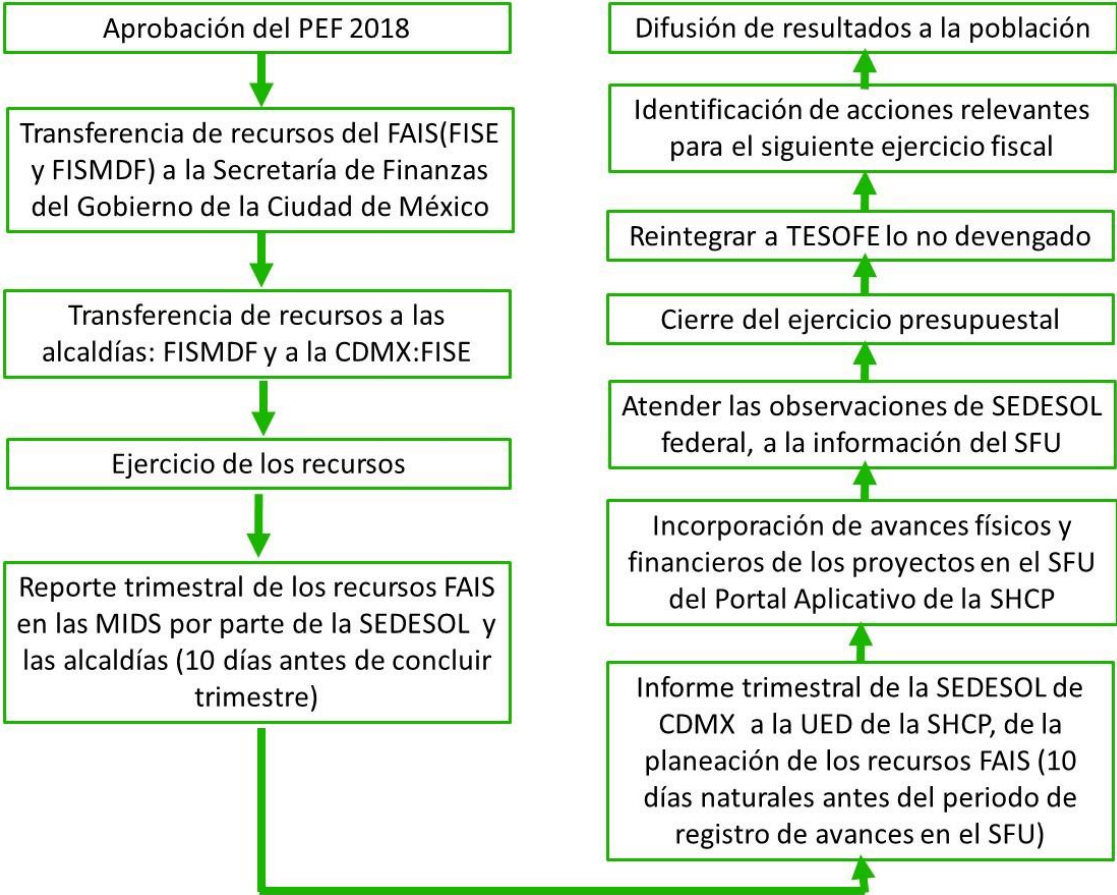 Aprobación del PEF 2018
Transferencia de recursos del FAIS(FISE
y FISMDF) a la Secretaría de Finanzas
del Gobierno de la Ciudad de México
Transferencia de recursos a las
alcaldías: FISMDF y a la CDMX:FISE
Ejercicio de los recursos
Reporte trimestral de los recursos FAIS
en las MIDS por parte de la SEDESOL y
las alcaldías (10 días antes de concluir
trimestre)
Informe trimestral de la SEDESOL de
CDMX a la UED de la SHCP, de la
planeación de los recursos FAIS (10
días naturales antes del periodo de
registro de avances en el SFU)
Incorporación de avances físicos y
financieros de los proyectos en el SFU
del Portal Aplicativo de la SHCP
Atender las observaciones de SEDESOL
federal, a la información del SFU
Cierre del ejercicio presupuestal
Reintegrar a TESOFE lo no devengado
Identificación de acciones relevantes
para el siguiente ejercicio fiscal
Difusión de resultados a la población